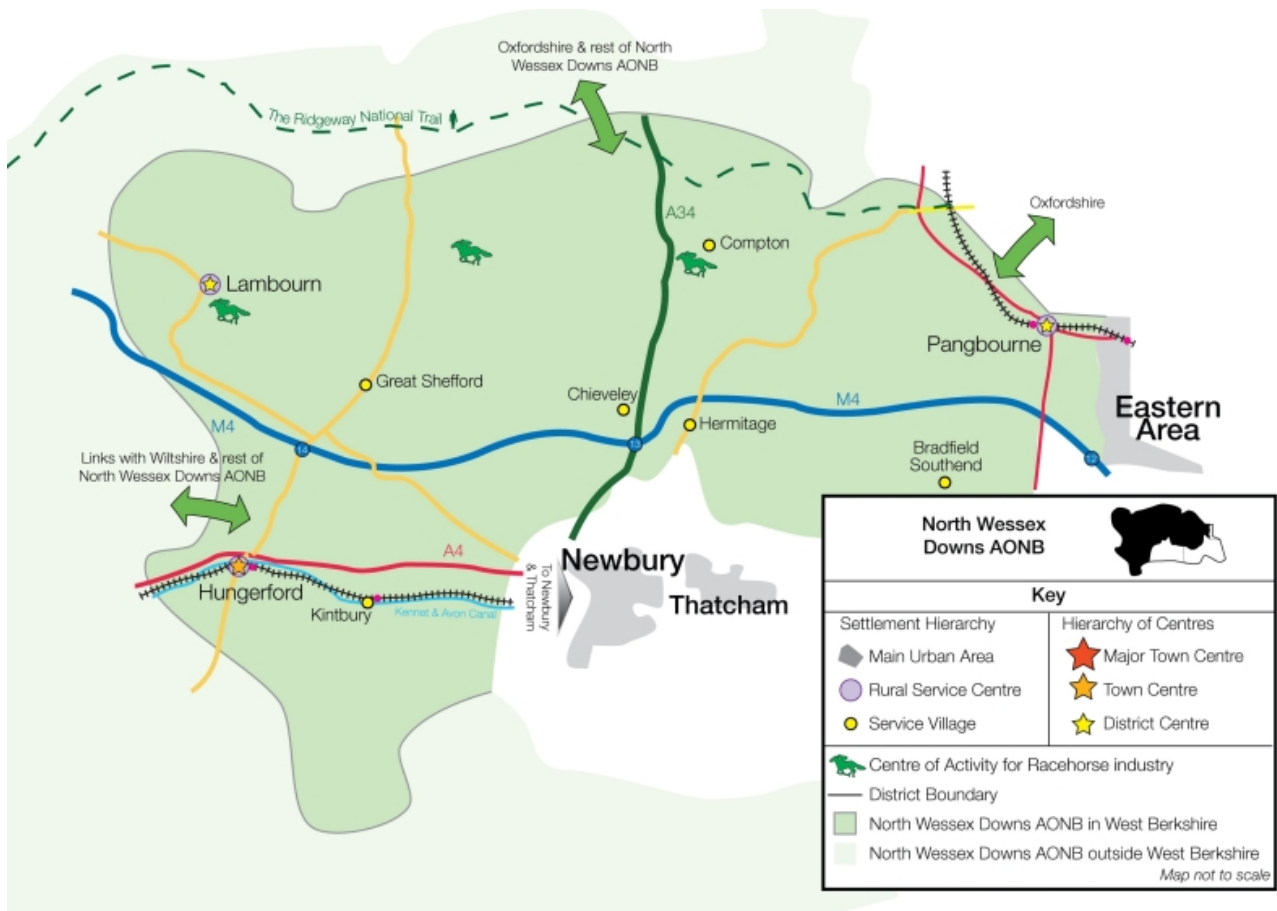 Oxfordshire & rest of North
Wessex Downs AONB
The Ridgeway National Trail
A34
Oxfordshire
Compton
Lambourn
Pangbourne
Great Shefford
Chieveley
M4
Eastern
Area
M4
Hermitage
14
13
12
Links with Wiltshire & rest of
North Wessex Downs AONB
Bradfield
Southend
A4
Newbury
To Newbury
& Thatcham
Thatcham
Hungerford
Kintbury
Kennet & Avon Canal
North Wessex
Downs AONB
Key
Settlement Hierarchy
Main Urban Area
Rural Service Centre
Service Village
Hierarchy of Centres
Major Town Centre
Town Centre
District Centre
Centre of Activity for Racehorse industry
District Boundary
North Wessex Downs AONB in West Berkshire
North Wessex Downs AONB outside West Berkshire
Map not to scale